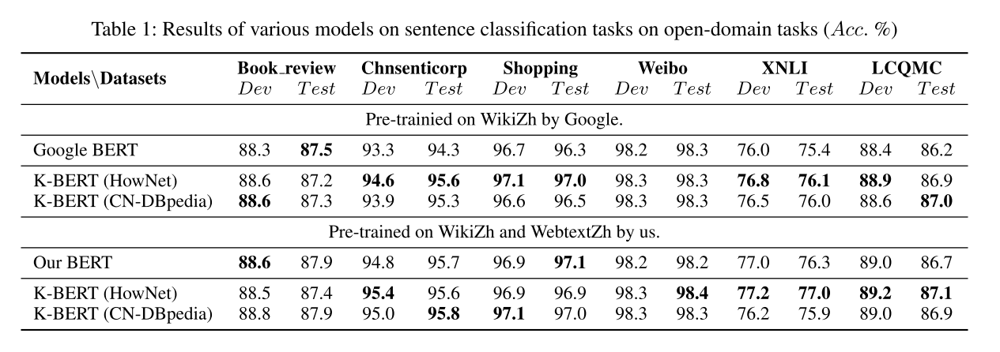 Table 1: Results of various models on sentence classification tasks on open-domain tasks (Acc. %)
Models\Datasets Book_review Chnsenticorp Shopping Weibo XNLI LCQMC
Dev Test Dev Test Dev Test Dev Test Dev Test Dev Test
Pre-trainied on WikiZh by Google.
Google BERT 88.3 87.5 93.3 94.3 96.7 96.3 98.2 98.3 76.0 75.4 88.4 86.2
K-BERT (HowNet) 88.6 87.2 94.6 95.6 97.1 97.0 98.3 98.3 76.8 76.1 88.9 86.9
K-BERT (CN-DBpedia) 88.6 87.3 93.9 95.3 96.6 96.5 98.3 98.3 76.5 76.0 88.6 87.0
Pre-trained on WikiZh and WebtextZh by us.
Our BERT 88.6 87.9 94.8 95.7 96.9 97.1 98.2 98.2 77.0 76.3 89.0 86.7
K-BERT (HowNet) 88.5 87.4 95.4 95.6 96.9 96.9 98.3 98.4 77.2 77.0 89.2 87.1
K-BERT (CN-DBpedia) 88.8 87.9 95.0 95.8 97.1 97.0 98.3 98.3 76.2 75.9 89.0 86.9